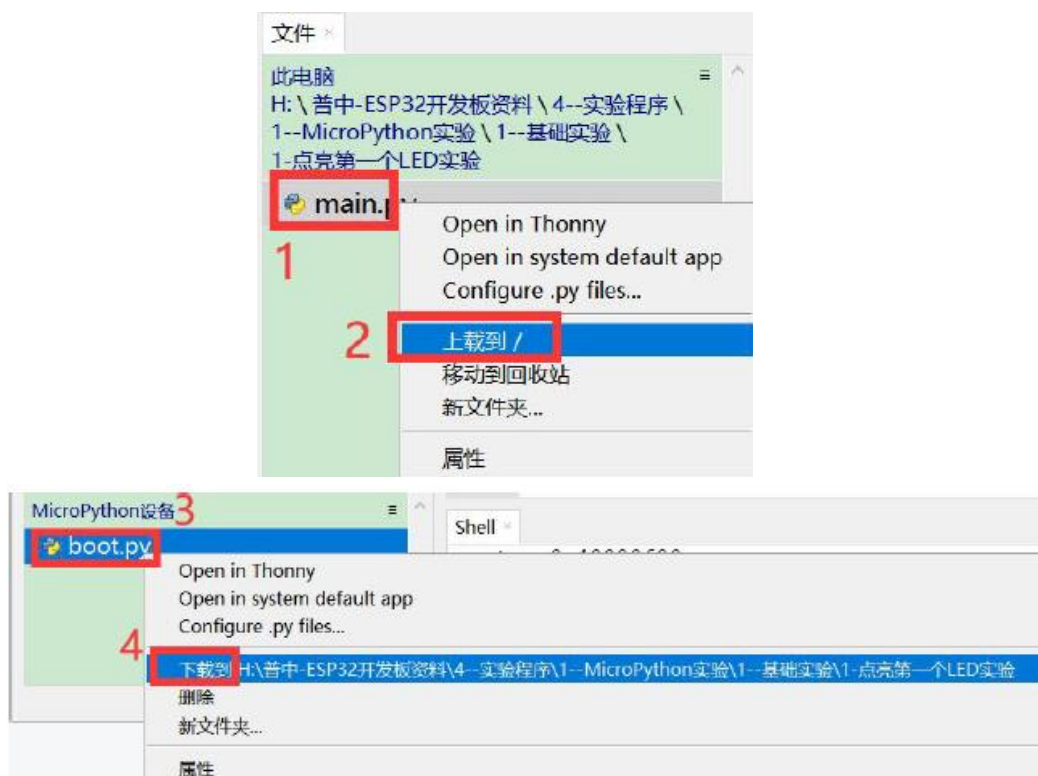 文件 ×
此电脑 ≡
H: \ 普中-ESP32开发板资料 \ 4--实验程序 \
1--MicroPython实验 \ 1--基础实验 \
1-点亮第一个LED实验
main.py
1
Open in Thonny
Open in system default app
Configure .py files...
2
上载到 /
移动到回收站
新文件夹...
属性
MicroPython设备 ≡
3
Shell ×
boot.py
Open in Thonny
Open in system default app
Configure .py files...
4
下载到 H:\普中-ESP32开发板资料\4--实验程序\1--MicroPython实验\1--基础实验\1-点亮第一个LED实验
删除
新文件夹...
属性